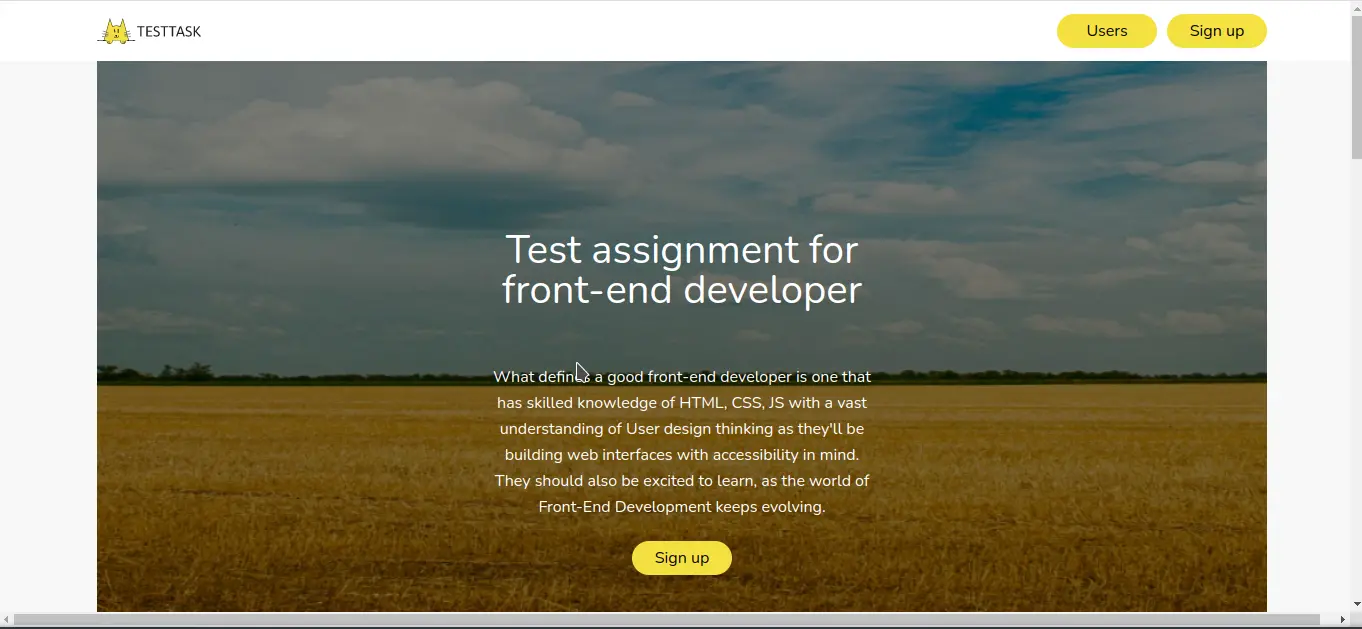 TESTTASK
Users
Sign up
Test assignment for
front-end developer
What defines a good front-end developer is one that
has skilled knowledge of HTML, CSS, JS with a vast
understanding of User design thinking as they'll be
building web interfaces with accessibility in mind.
They should also be excited to learn, as the world of
Front-End Development keeps evolving.
Sign up